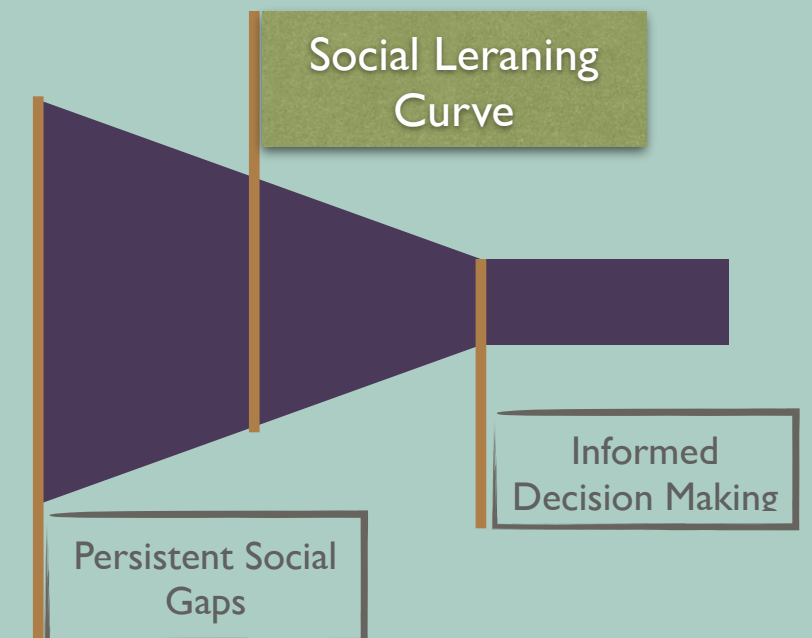 Social Leraning
Curve
Informed
Decision Making
Persistent Social
Gaps